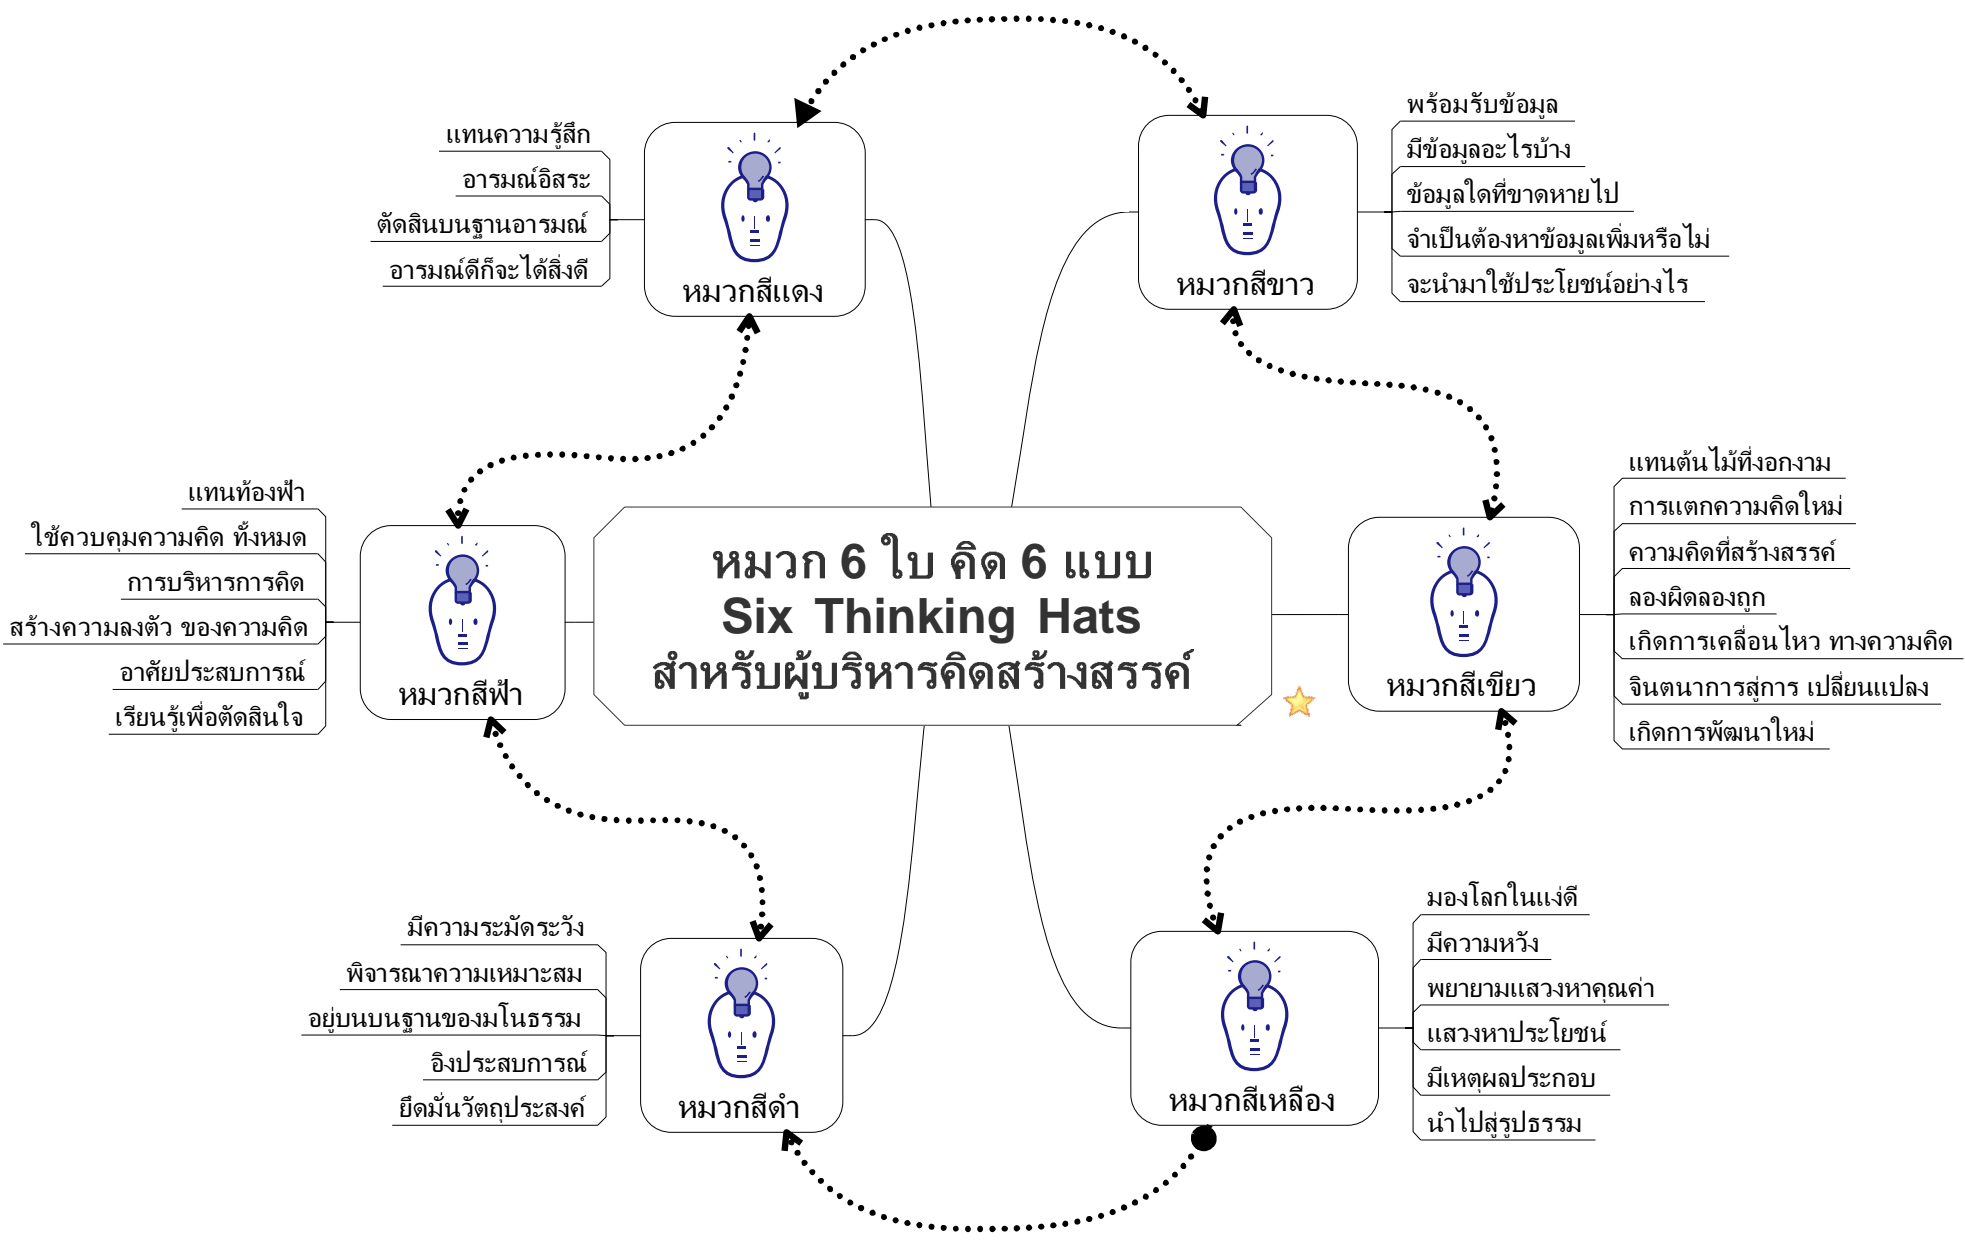 หมวก 6 ใบ คิด 6 แบบ
Six Thinking Hats
สำหรับผู้บริหารคิดสร้างสรรค์
หมวกสีขาว
พร้อมรับข้อมูล
มีข้อมูลอะไรบ้าง
ข้อมูลใดที่ขาดหายไป
จำเป็นต้องหาข้อมูลเพิ่มหรือไม่
จะนำมาใช้ประโยชน์อย่างไร
หมวกสีเขียว
แทนต้นไม้ที่งอกงาม
การแตกความคิดใหม่
ความคิดที่สร้างสรรค์
ลองผิดลองถูก
เกิดการเคลื่อนไหว ทางความคิด
จินตนาการสู่การ เปลี่ยนแปลง
เกิดการพัฒนาใหม่
หมวกสีเหลือง
มองโลกในแง่ดี
มีความหวัง
พยายามแสวงหาคุณค่า
แสวงหาประโยชน์
มีเหตุผลประกอบ
นำไปสู่รูปธรรม
หมวกสีดำ
มีความระมัดระวัง
พิจารณาความเหมาะสม
อยู่บนบนฐานของมโนธรรม
อิงประสบการณ์
ยึดมั่นวัตถุประสงค์
หมวกสีฟ้า
แทนท้องฟ้า
ใช้ควบคุมความคิด ทั้งหมด
การบริหารการคิด
สร้างความลงตัว ของความคิด
อาศัยประสบการณ์
เรียนรู้เพื่อตัดสินใจ
หมวกสีแดง
แทนความรู้สึก
อารมณ์อิสระ
ตัดสินบนฐานอารมณ์
อารมณ์ดีก็จะได้สิ่งดี